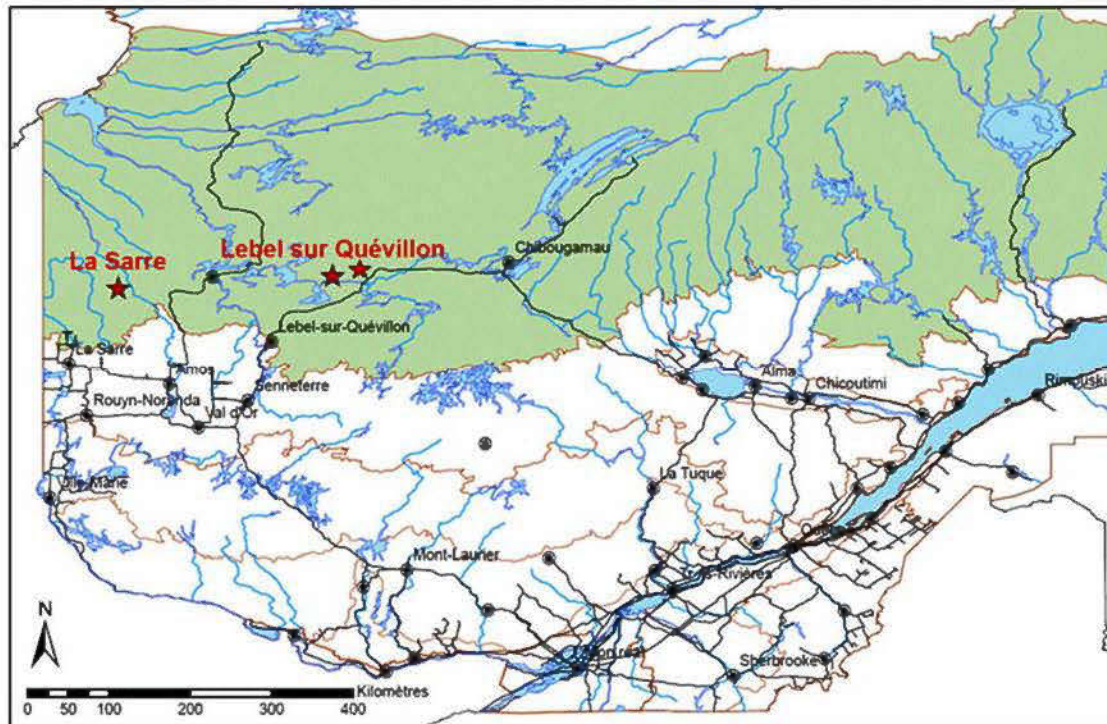 Lebel sur Quévillon
La Sarre
Chibougamau
Lebel-sur-Quévillon
La Sarre
Amos
Senneterre
Rouyn-Noranda
Val d'Or
Alma
Chicoutimi
Rimouski
La Tuque
Mont-Laurier
Sherbrooke
N
Kilomètres
0 50 100 200 300 400